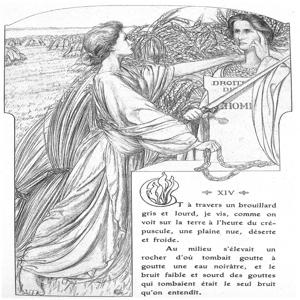 DROITS
DE
L'HOMME
XIV
ET à travers un brouillard
gris et lourd, je vis, comme on
voit sur la terre à l'heure du cré-
puscule, une plaine nue, déserte
et froide.
Au milieu s'élevait un
rocher d'où tombait goutte à
goutte une eau noirâtre, et le
bruit faible et sourd des gouttes
qui tombaient était le seul bruit
qu'on entendît.